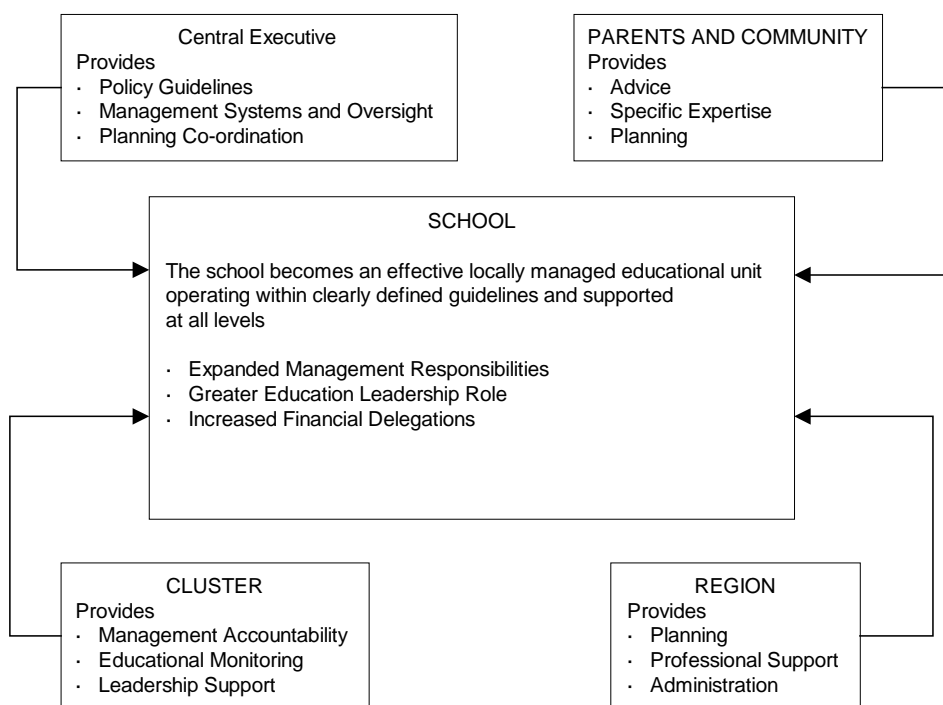 Central Executive
Provides
· Policy Guidelines
· Management Systems and Oversight
· Planning Co-ordination
PARENTS AND COMMUNITY
Provides
· Advice
· Specific Expertise
· Planning
SCHOOL
The school becomes an effective locally managed educational unit
operating within clearly defined guidelines and supported
at all levels
· Expanded Management Responsibilities
· Greater Education Leadership Role
· Increased Financial Delegations
CLUSTER
Provides
· Management Accountability
· Educational Monitoring
· Leadership Support
REGION
Provides
· Planning
· Professional Support
· Administration